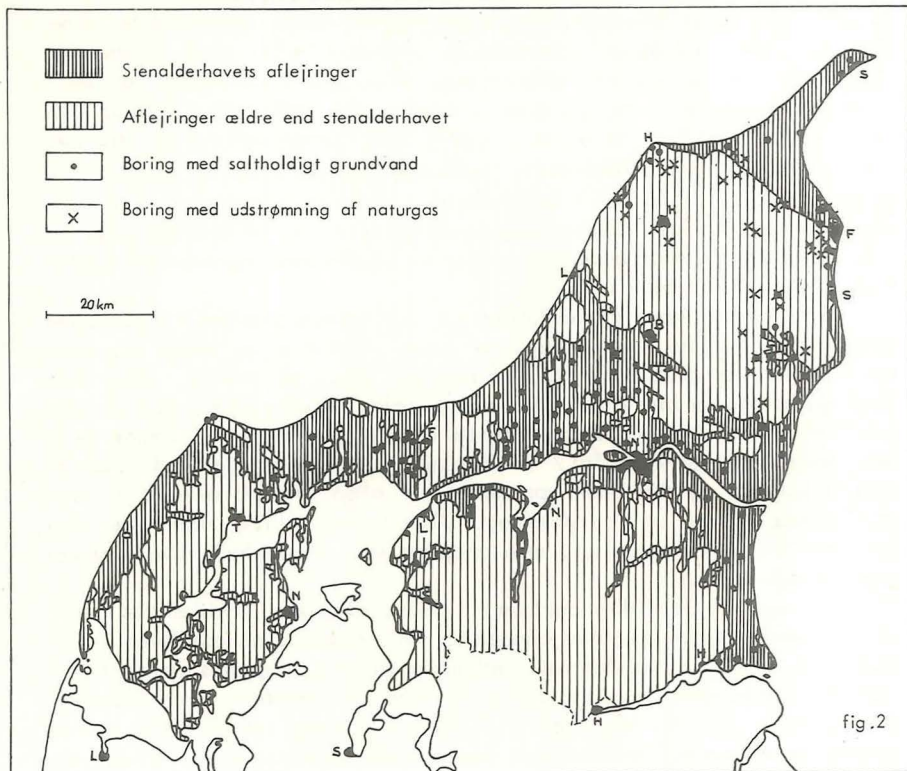 Stenalderhavets aflejringer
Aflejringer ældre end stenalderhavet
Boring med saltholdigt grundvand
Boring med udstrømning af naturgas
20 km
S
H
H
F
L
S
B
F
N
T
L
N
N
H
H
L
S
fig.2